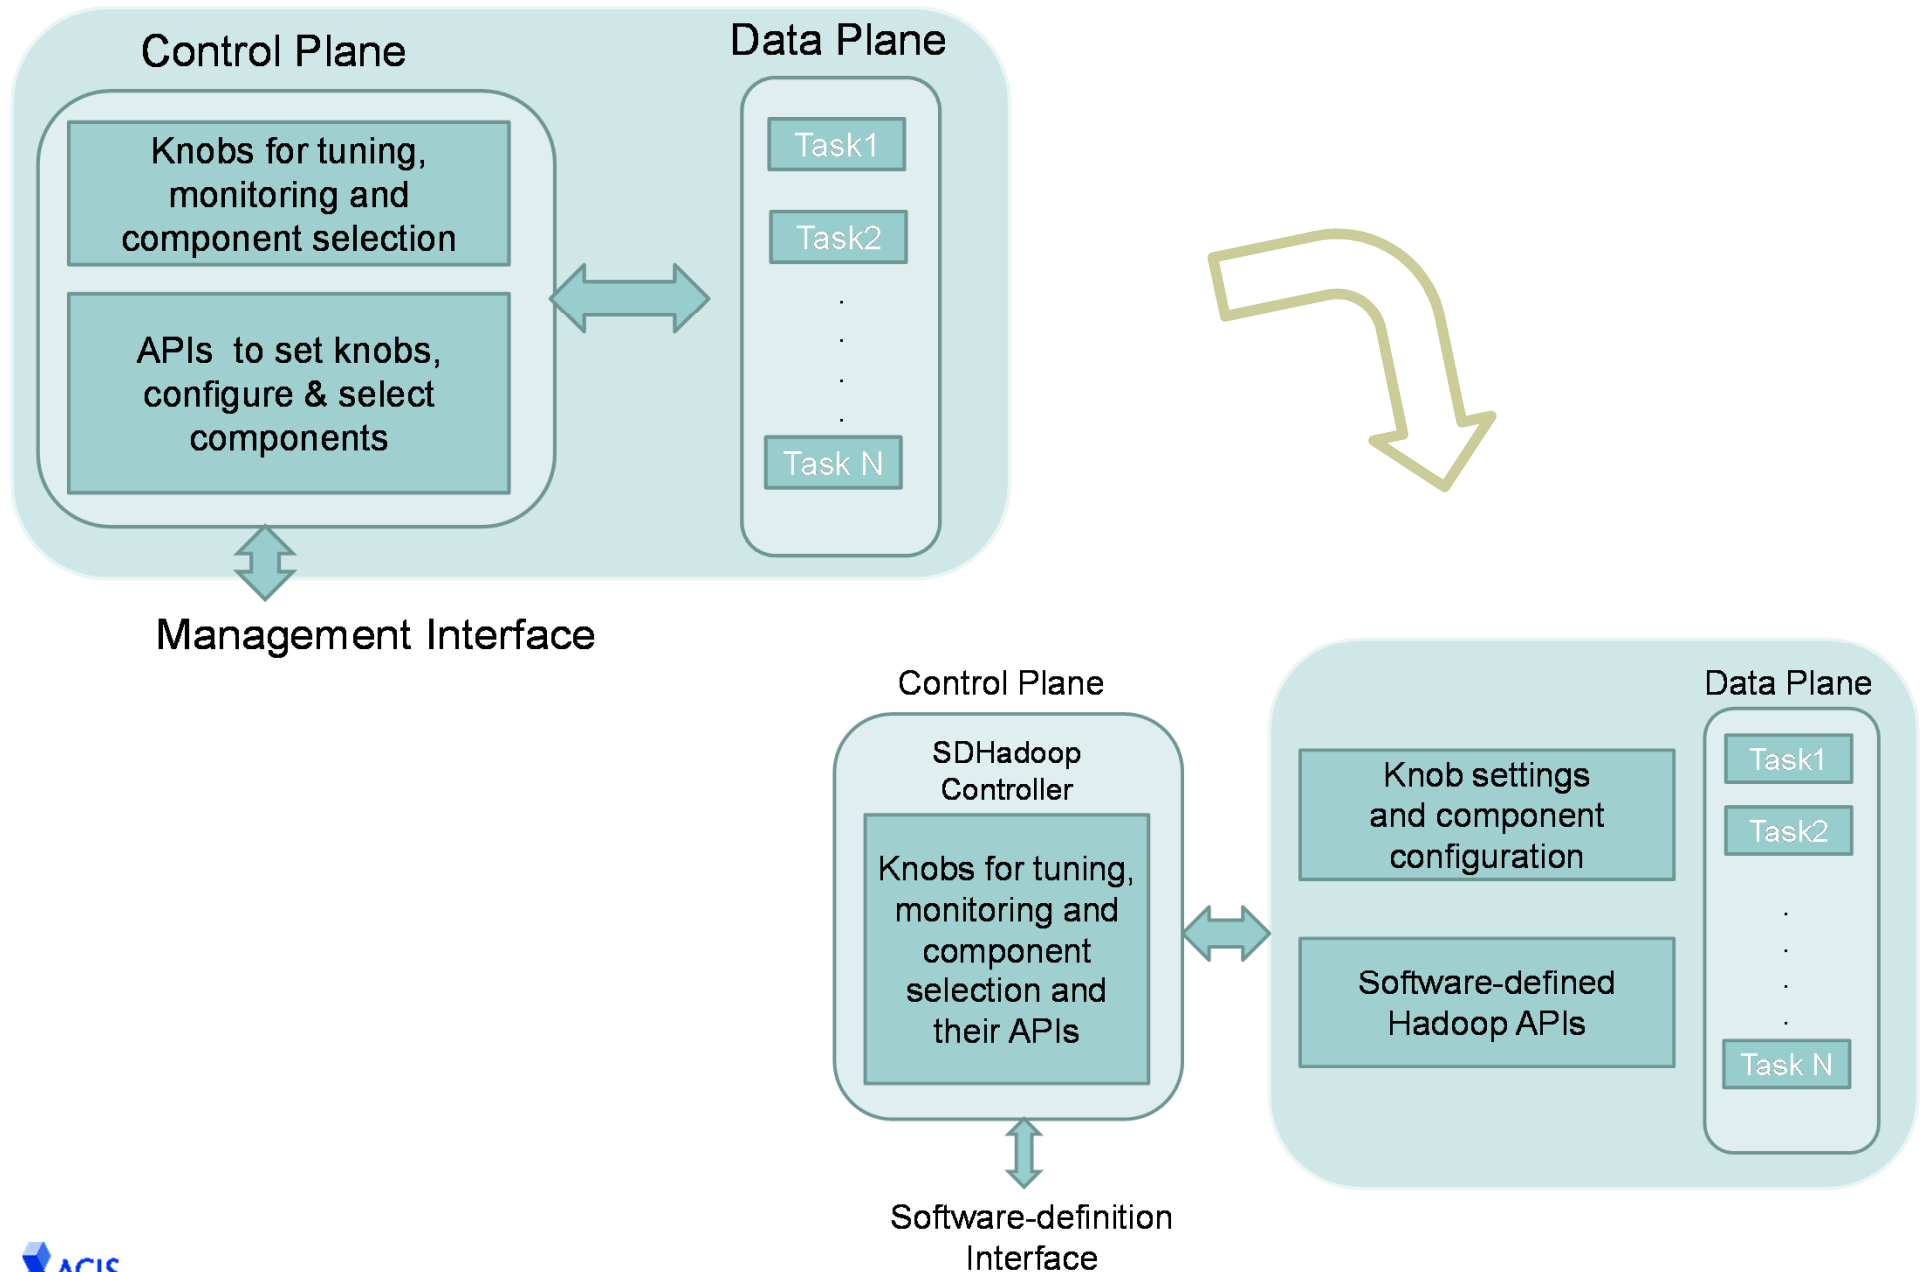 Control Plane
Data Plane
Knobs for tuning,
monitoring and
component selection
APIs to set knobs,
configure & select
components
Task1
Task2
.
.
.
.
Task N
Management Interface
Control Plane
SDHadoop
Controller
Knobs for tuning,
monitoring and
component
selection and
their APIs
Software-definition
Interface
Knob settings
and component
configuration
Software-defined
Hadoop APIs
Data Plane
Task1
Task2
.
.
.
.
Task N
ACIS